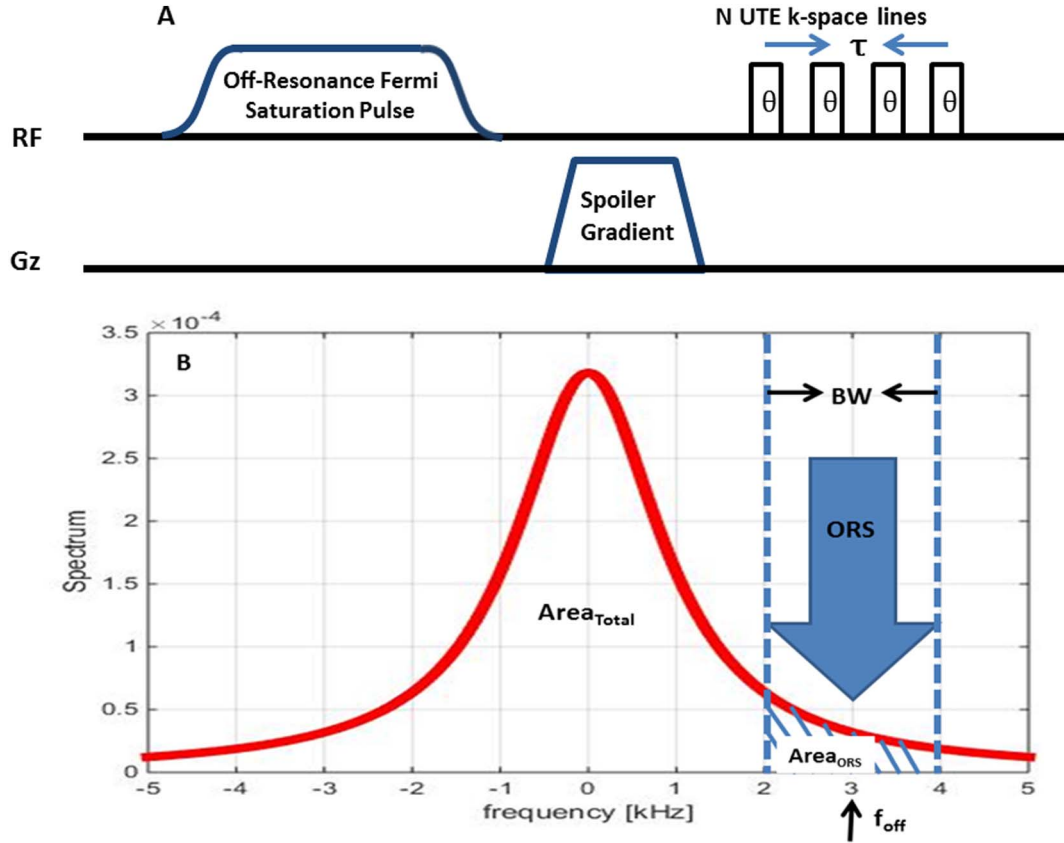 A
N UTE k-space lines
τ
Off-Resonance Fermi
Saturation Pulse
θ θ θ θ
RF
Spoiler
Gradient
Gz
× 10⁻⁴
3.5
B
3
BW
2.5
2
ORS
1.5
Spectrum
Area_Total
1
0.5
Area_ORS
0
-5 -4 -3 -2 -1 0 1 2 3 4 5
frequency [kHz]
f_off